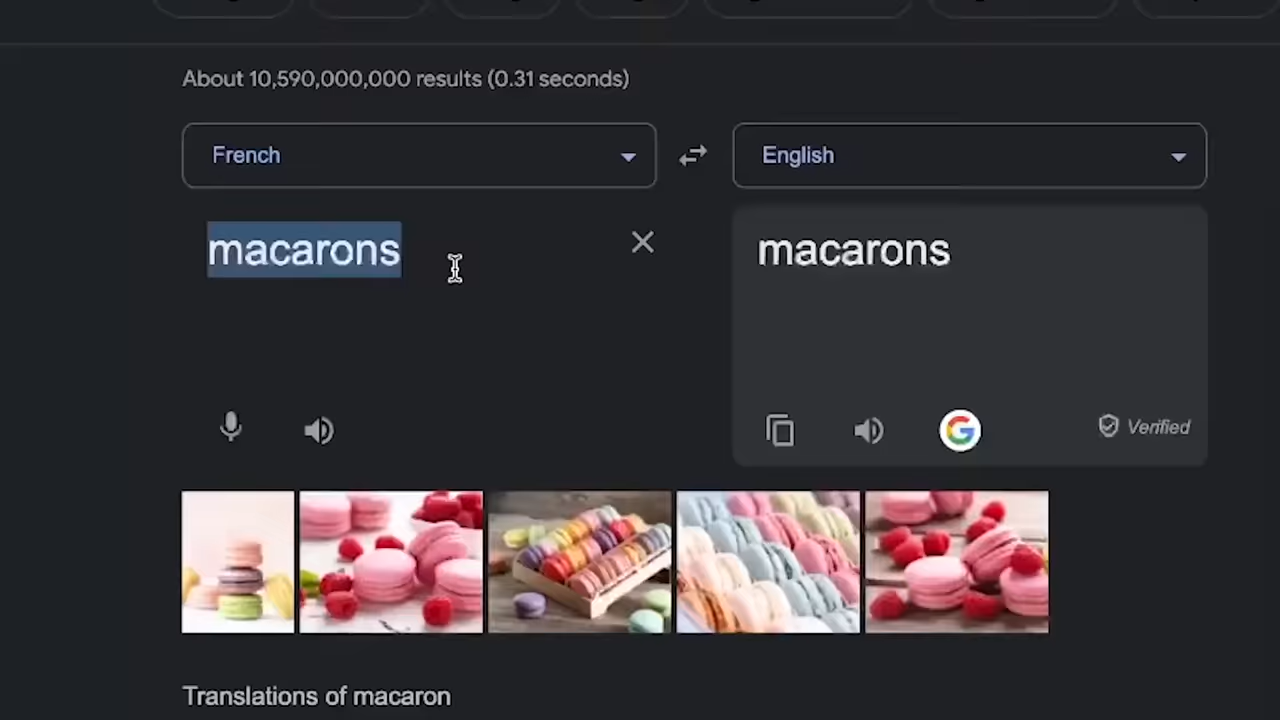 About 10,590,000,000 results (0.31 seconds)
French
English
macarons
macarons
Verified
Translations of macaron